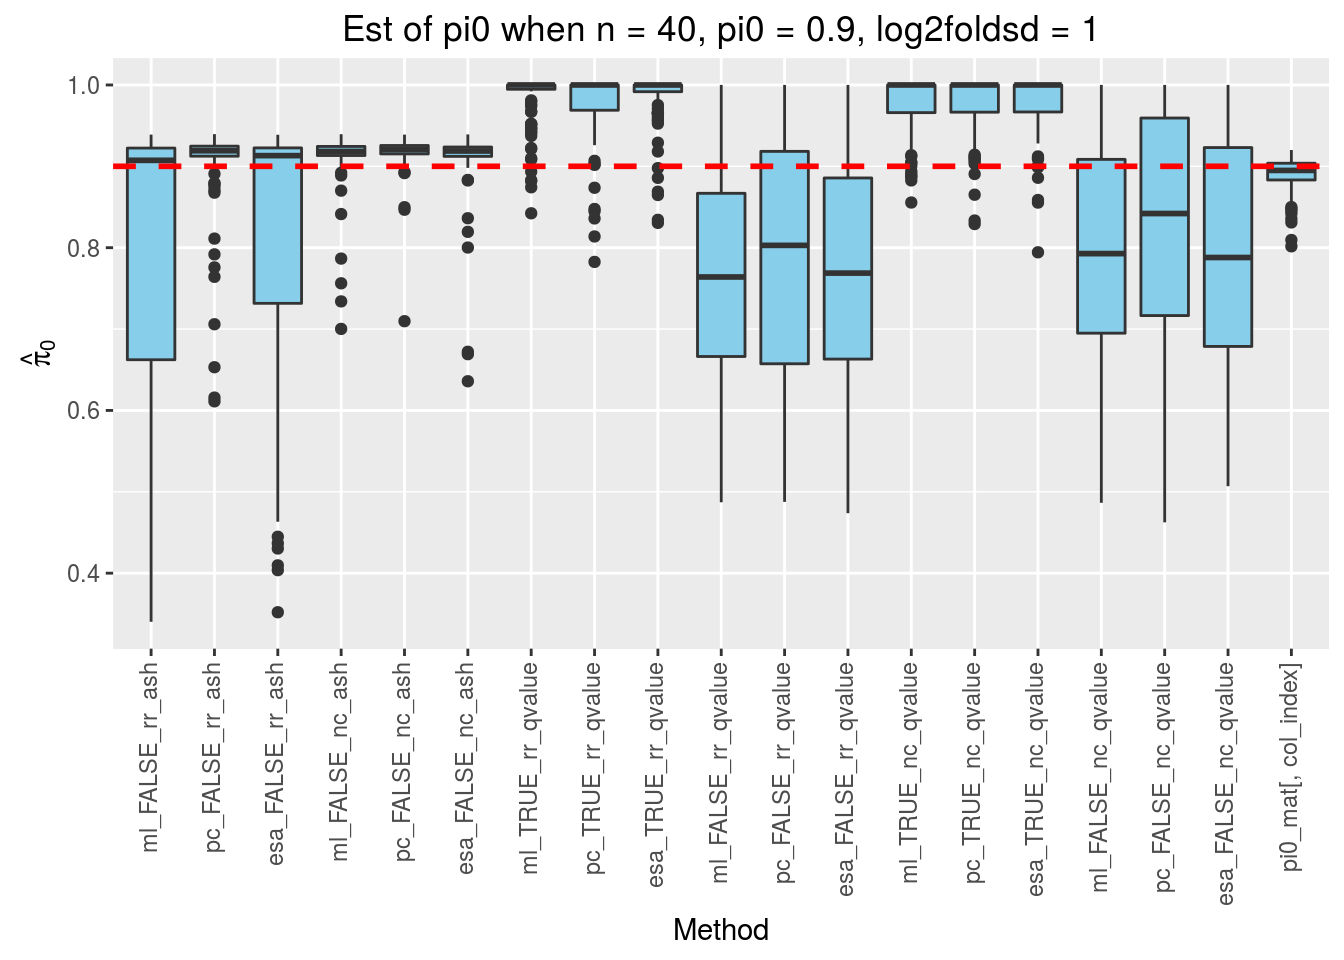 Est of pi0 when n = 40, pi0 = 0.9, log2foldsd = 1
1.0
0.8
0.6
0.4
π̂₀
ml_FALSE_rr_ash
pc_FALSE_rr_ash
esa_FALSE_rr_ash
ml_FALSE_nc_ash
pc_FALSE_nc_ash
esa_FALSE_nc_ash
ml_TRUE_rr_qvalue
pc_TRUE_rr_qvalue
esa_TRUE_rr_qvalue
ml_FALSE_rr_qvalue
pc_FALSE_rr_qvalue
esa_FALSE_rr_qvalue
ml_TRUE_nc_qvalue
pc_TRUE_nc_qvalue
esa_TRUE_nc_qvalue
ml_FALSE_nc_qvalue
pc_FALSE_nc_qvalue
esa_FALSE_nc_qvalue
pi0_mat[, col_index]
Method